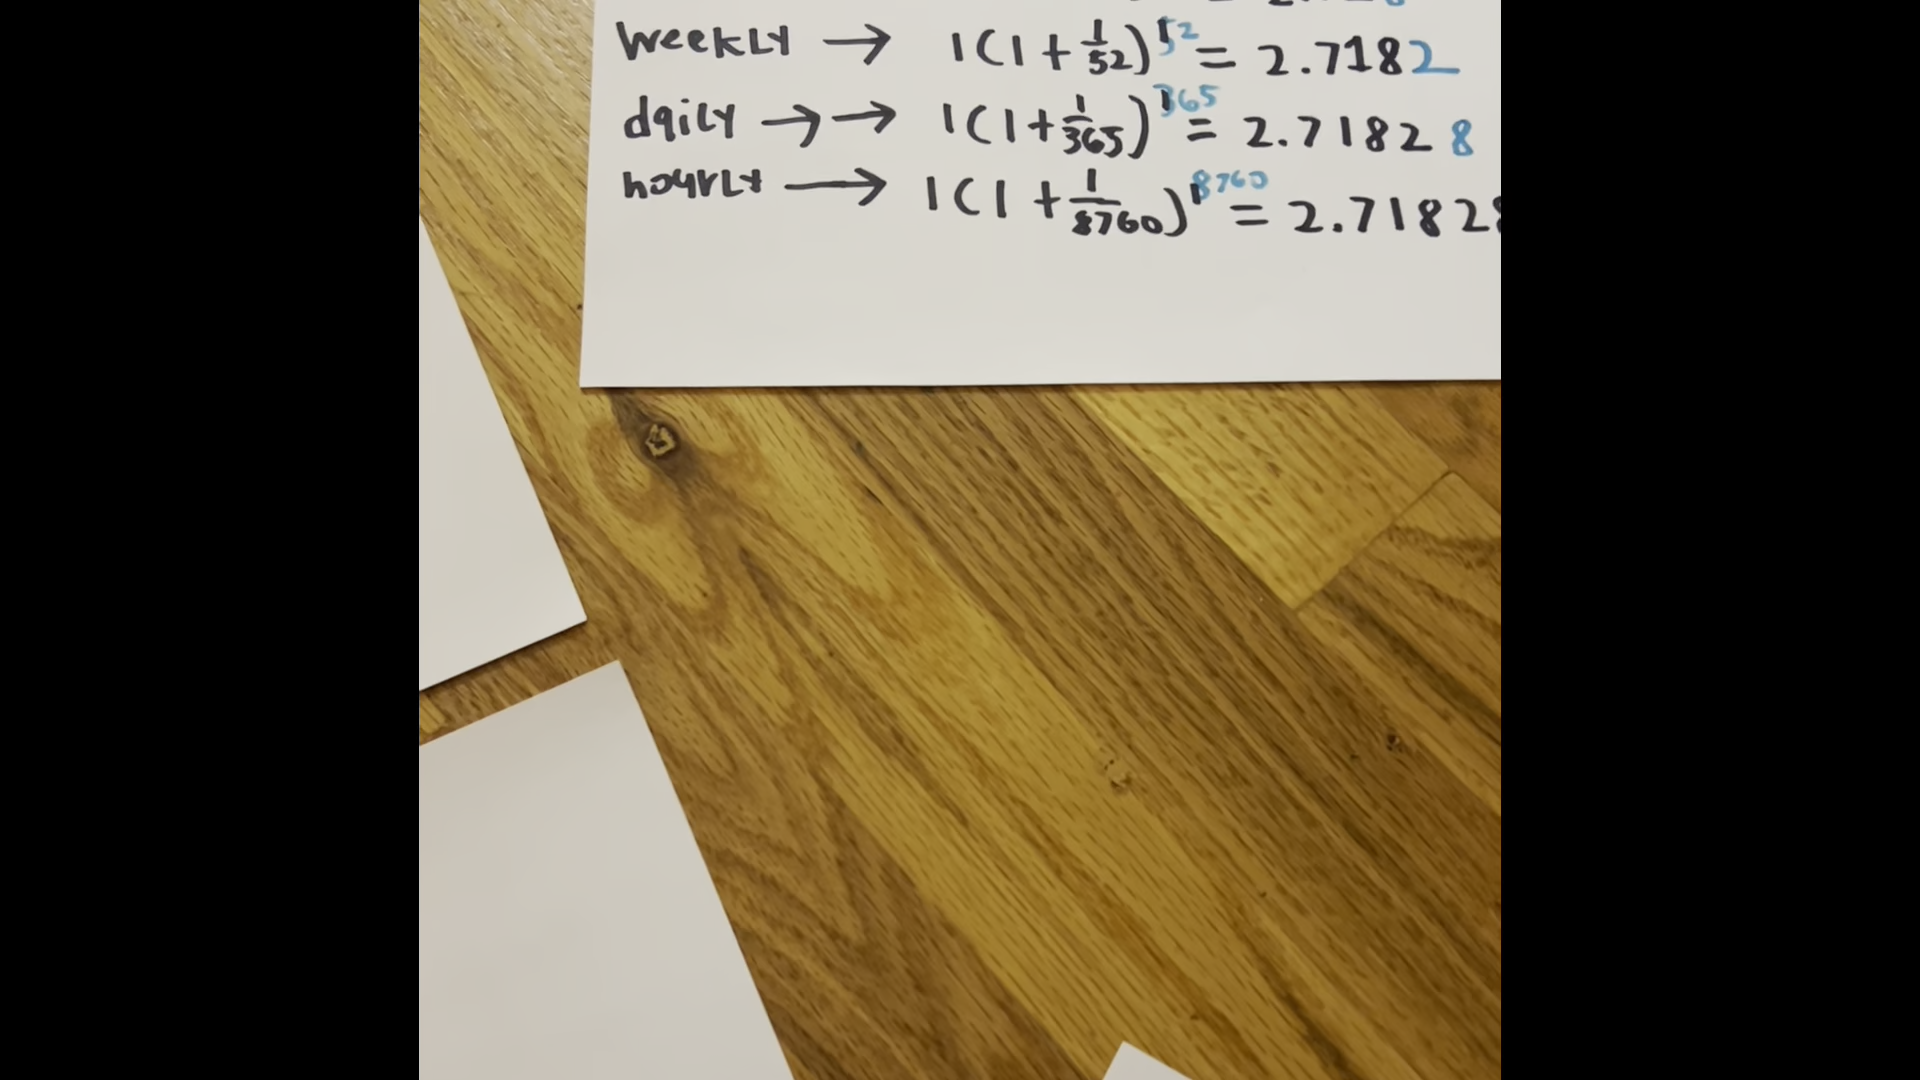 weekly → 1(1 + 1/52)^52 = 2.7182
daily →→ 1(1 + 1/365)^365 = 2.71828
hourly → 1(1 + 1/8760)^8760 = 2.71828